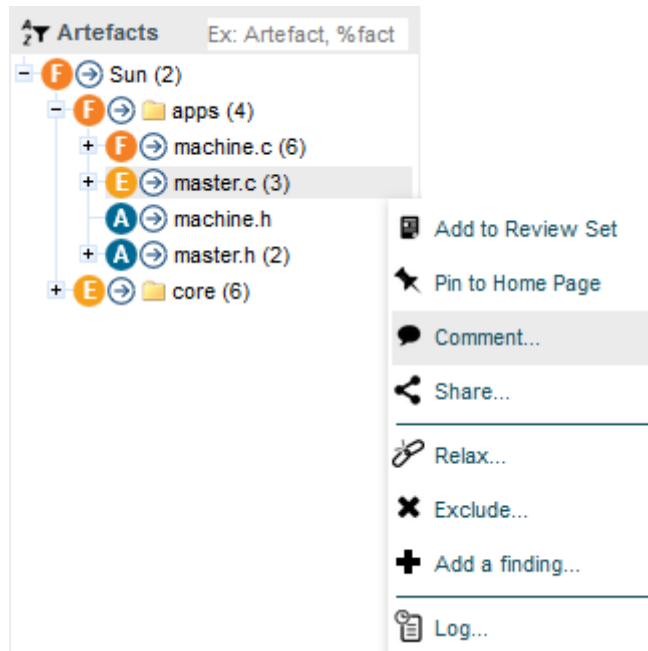 Artefacts Ex: Artefact, %fact
F Sun (2)
F apps (4)
F machine.c (6)
E master.c (3)
A machine.h
A master.h (2)
E core (6)
Add to Review Set
Pin to Home Page
Comment...
Share...
Relax...
Exclude...
Add a finding...
Log...